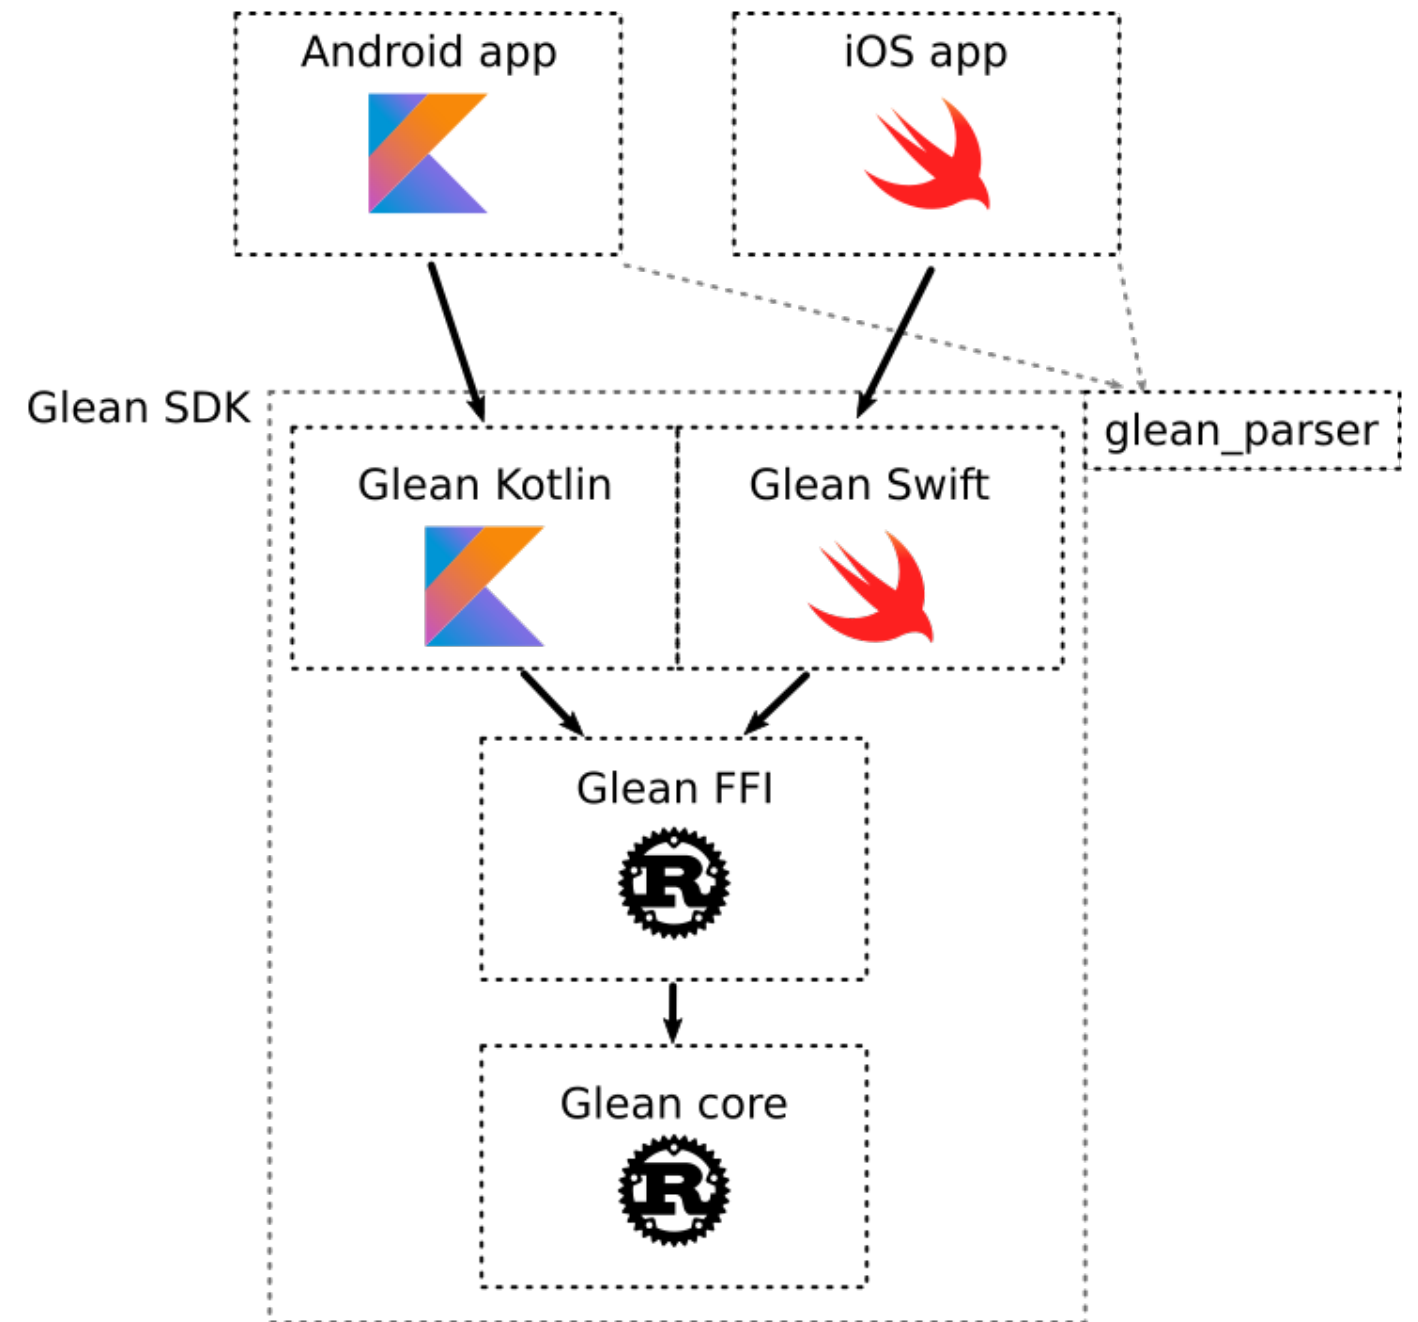 Android app
iOS app
Glean SDK
glean_parser
Glean Kotlin
Glean Swift
Glean FFI
R
Glean core
R